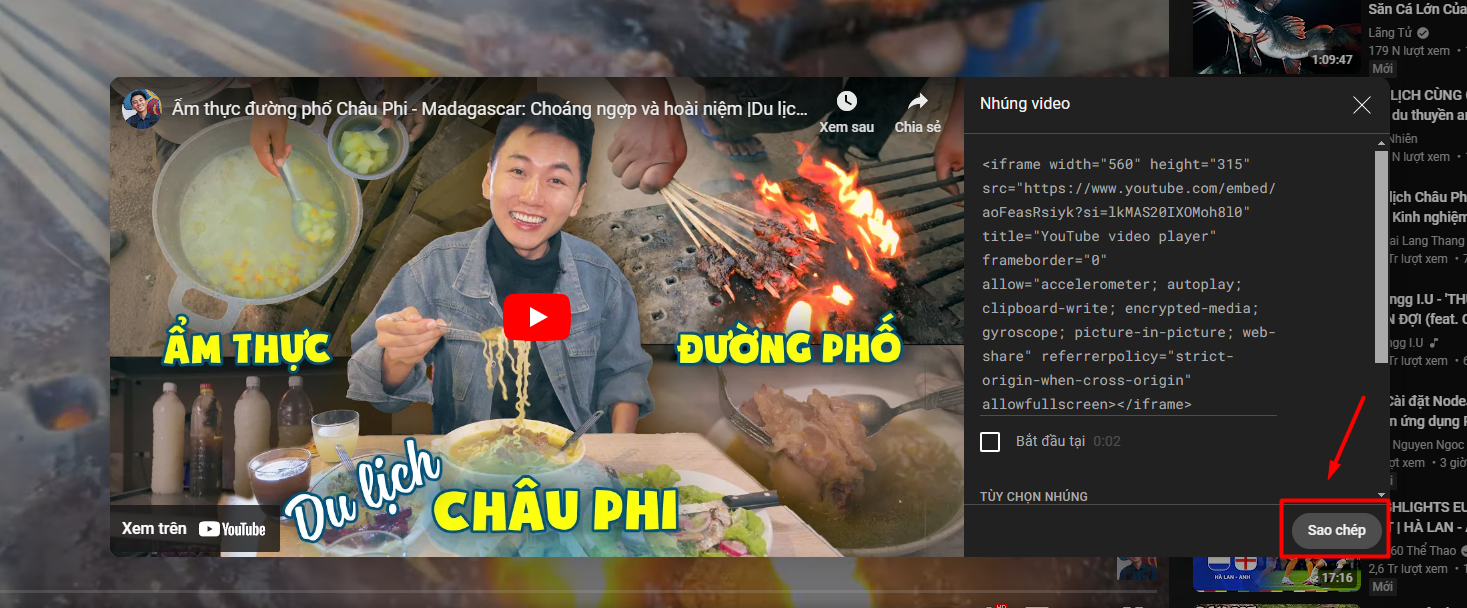 Ẩm thực đường phố Châu Phi - Madagascar: Choáng ngợp và hoài niệm |Du lịc...
Xem sau
Chia sẻ
ẨM THỰC
ĐƯỜNG PHỐ
Du lịch
CHÂU PHI
Xem trên YouTube
Nhúng video
<iframe width="560" height="315"
src="https://www.youtube.com/embed/
aoFeasRsiyk?si=lkMAS20IXOMoh8l0"
title="YouTube video player"
frameborder="0"
allow="accelerometer; autoplay;
clipboard-write; encrypted-media;
gyroscope; picture-in-picture; web-
share" referrerpolicy="strict-
origin-when-cross-origin"
allowfullscreen></iframe>
Bắt đầu tại 0:02
TÙY CHỌN NHÚNG
Sao chép
Săn Cá Lớn Của
Lãng Tử
179 N lượt xem •
Mới
1:09:47
LỊCH CÙNG
du thuyền
Nhiên
N lượt xem •
lịch Châu Ph
Kinh nghiệm
ai Lang Thang
Tr lượt xem •
ngg I.U - 'TH
N ĐỢI (feat.
ngg I.U
Tr lượt xem •
Cài đặt Node
n ứng dụng
Nguyen Ngoc
ợt xem • 3 giờ
GHLIGHTS EU
T | HÀ LAN -
60 Thể Thao
2,6 Tr lượt xem •
Mới
HÀ LAN - ANH
17:16